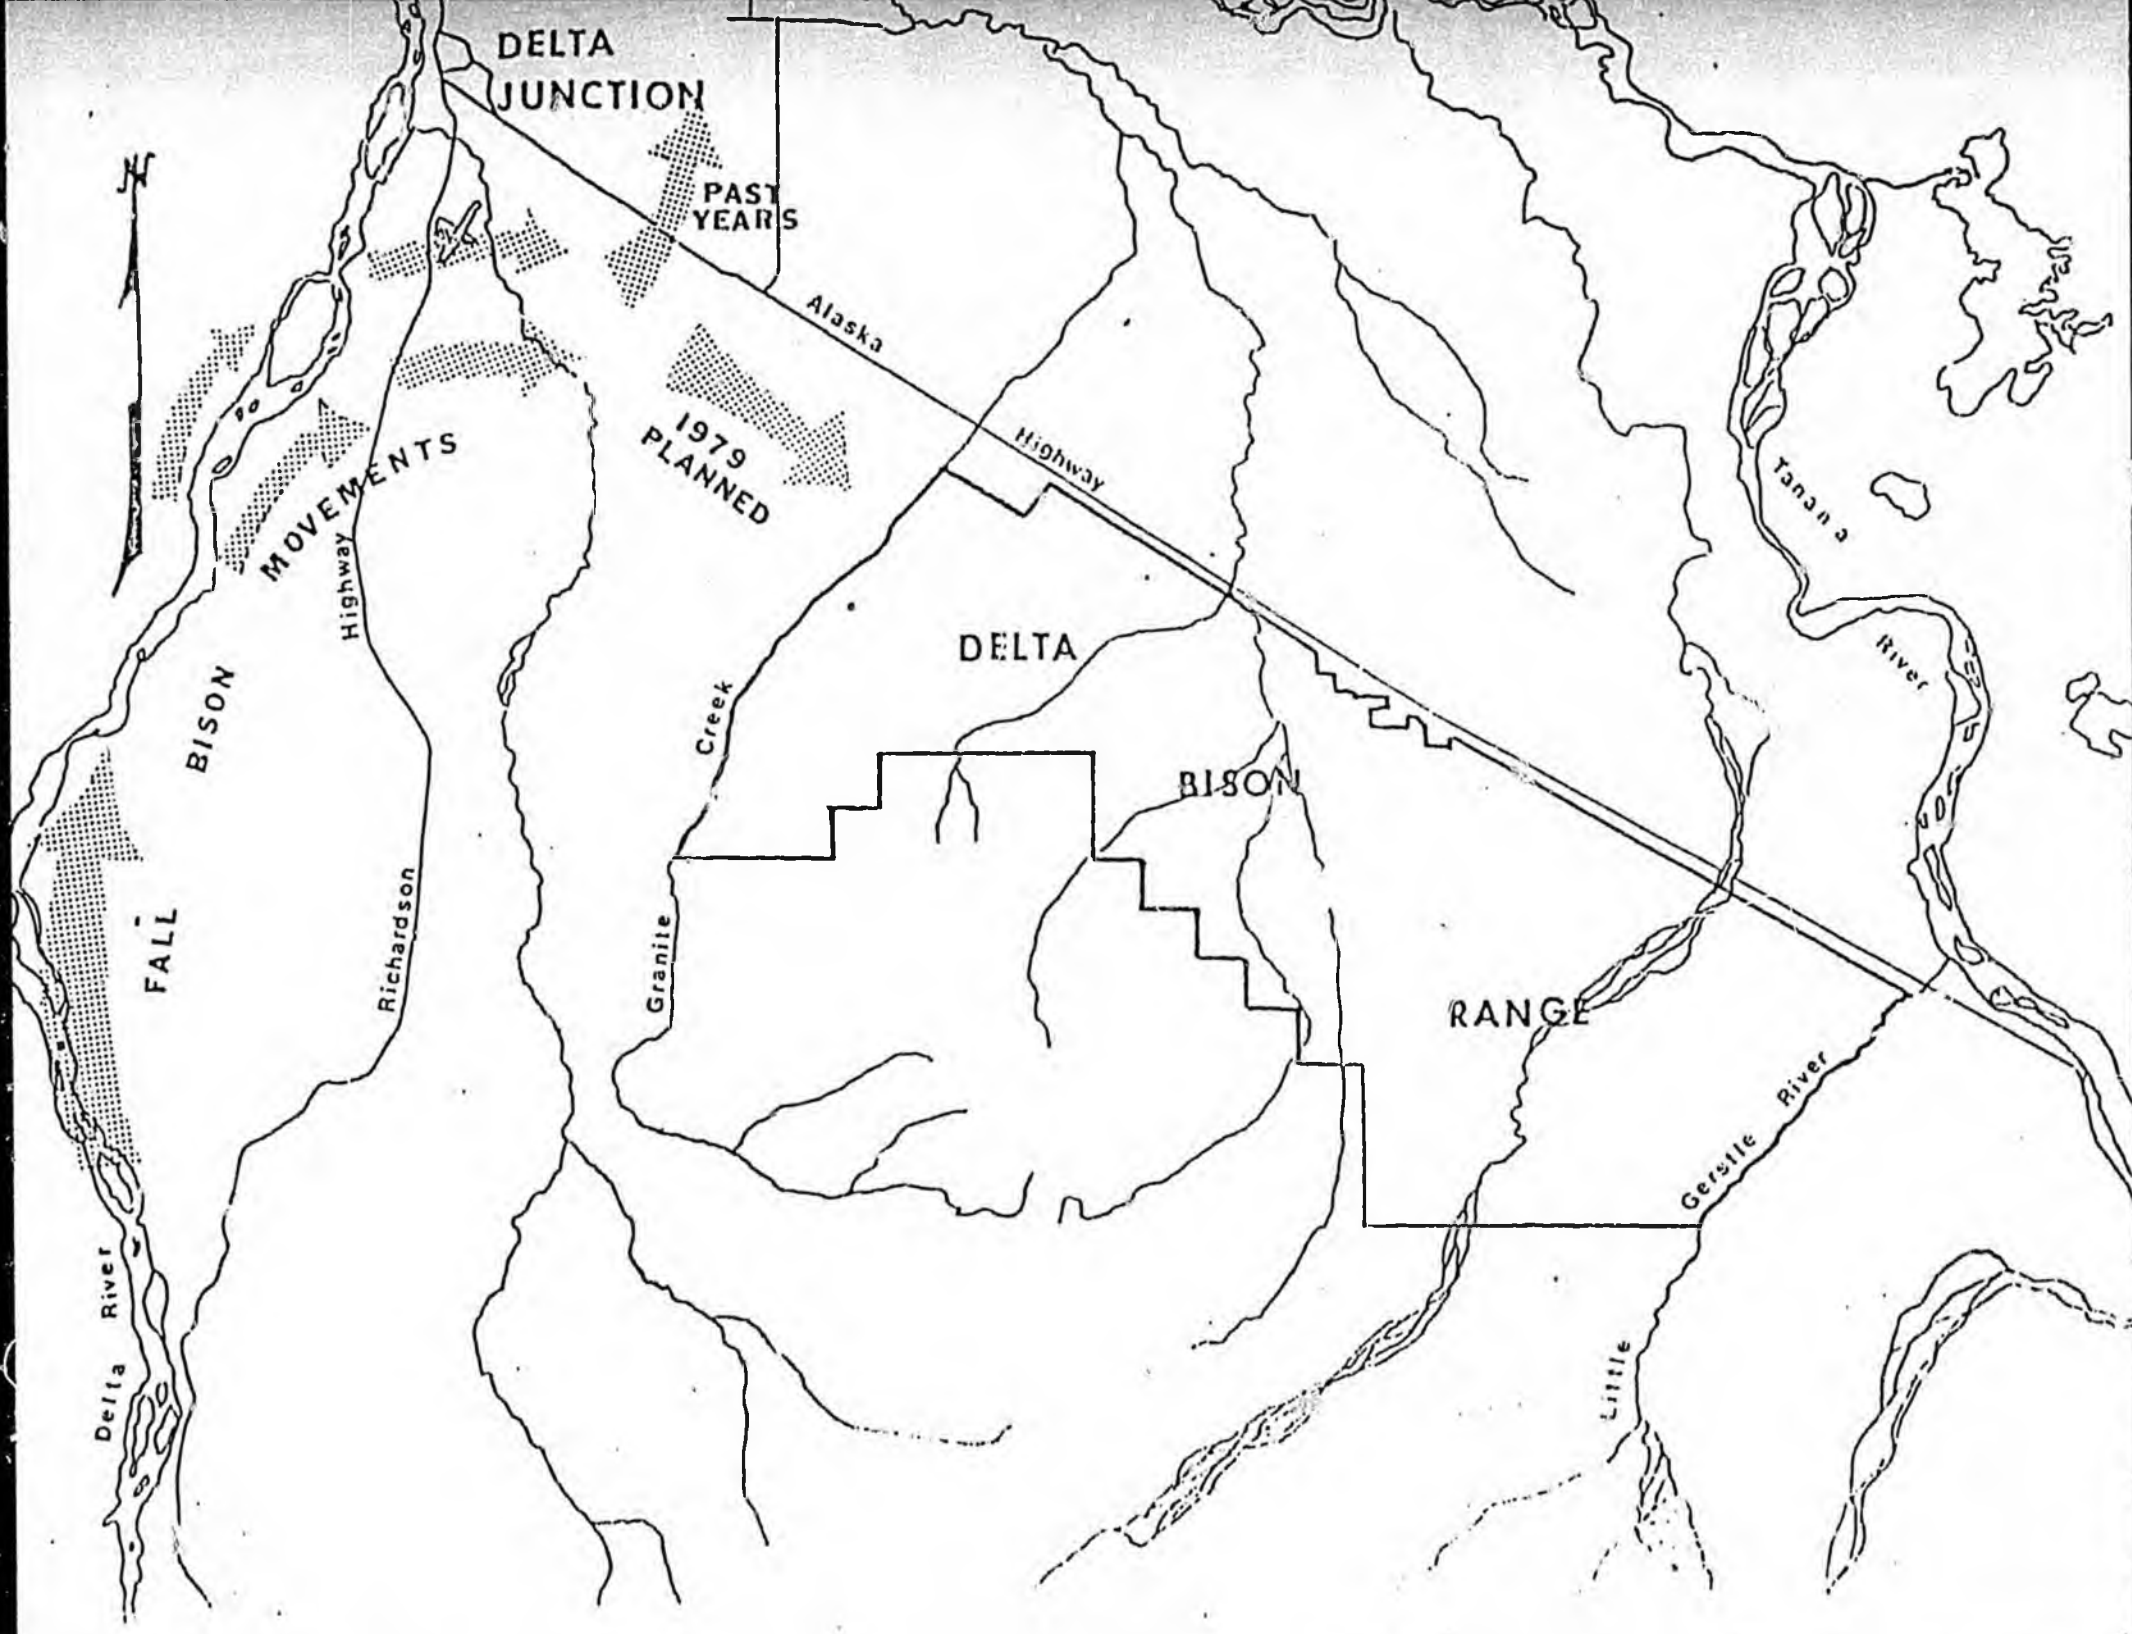 DELTA
JUNCTION
N
PAST
YEARS
Alaska
Highway
1979
PLANNED
FALL
BISON
MOVEMENTS
Richardson
Highway
Granite
Creek
DELTA
BISON
RANGE
Tanana
River
Little
Gerstle
River
Delta
River